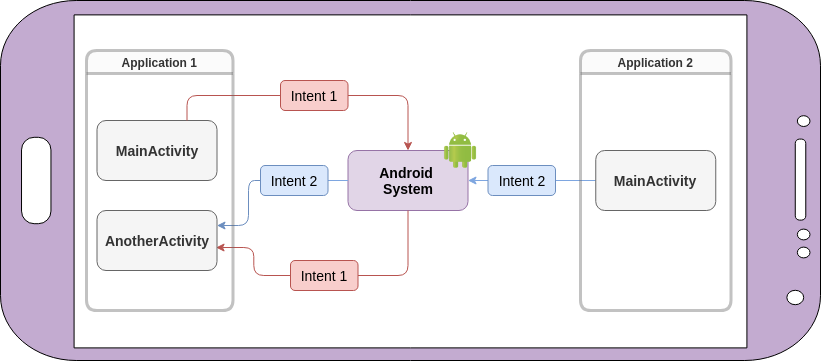 Application 1
Application 2
Intent 1
MainActivity
Android
System
Intent 2
Intent 2
MainActivity
AnotherActivity
Intent 1